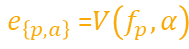 e_{p,a} =V(f_p,α)